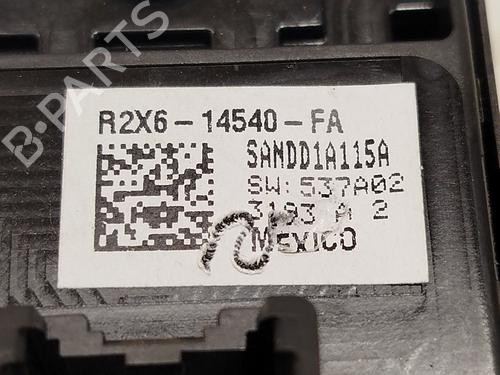 B-PARTS
R2X6-14540-FA
SANDD1A115A
SW: 537A02
3193 A 2
MEXICO